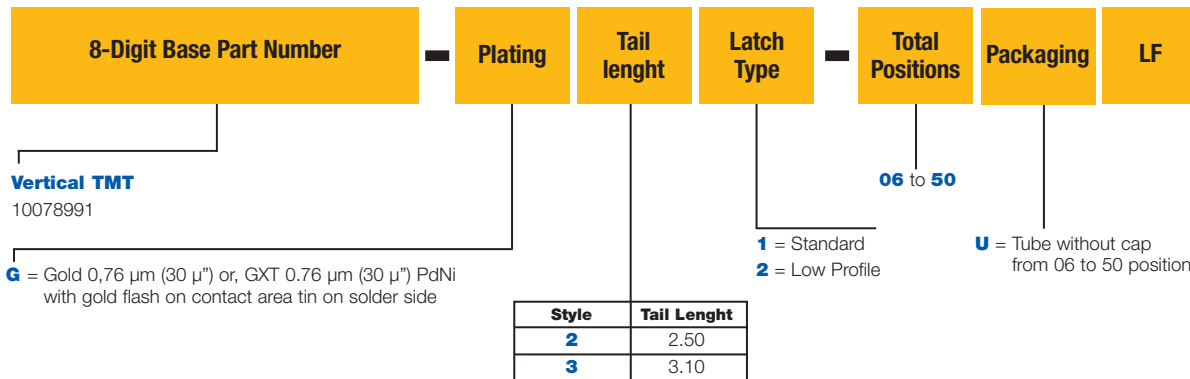 8-Digit Base Part Number - Plating Tail lenght Latch Type - Total Positions Packaging LF
Vertical TMT
10078991
06 to 50
1 = Standard
2 = Low Profile
U = Tube without cap
from 06 to 50 position
G = Gold 0,76 µm (30 µ”) or, GXT 0.76 µm (30 µ”) PdNi
with gold flash on contact area tin on solder side
Style Tail Lenght
2 2.50
3 3.10